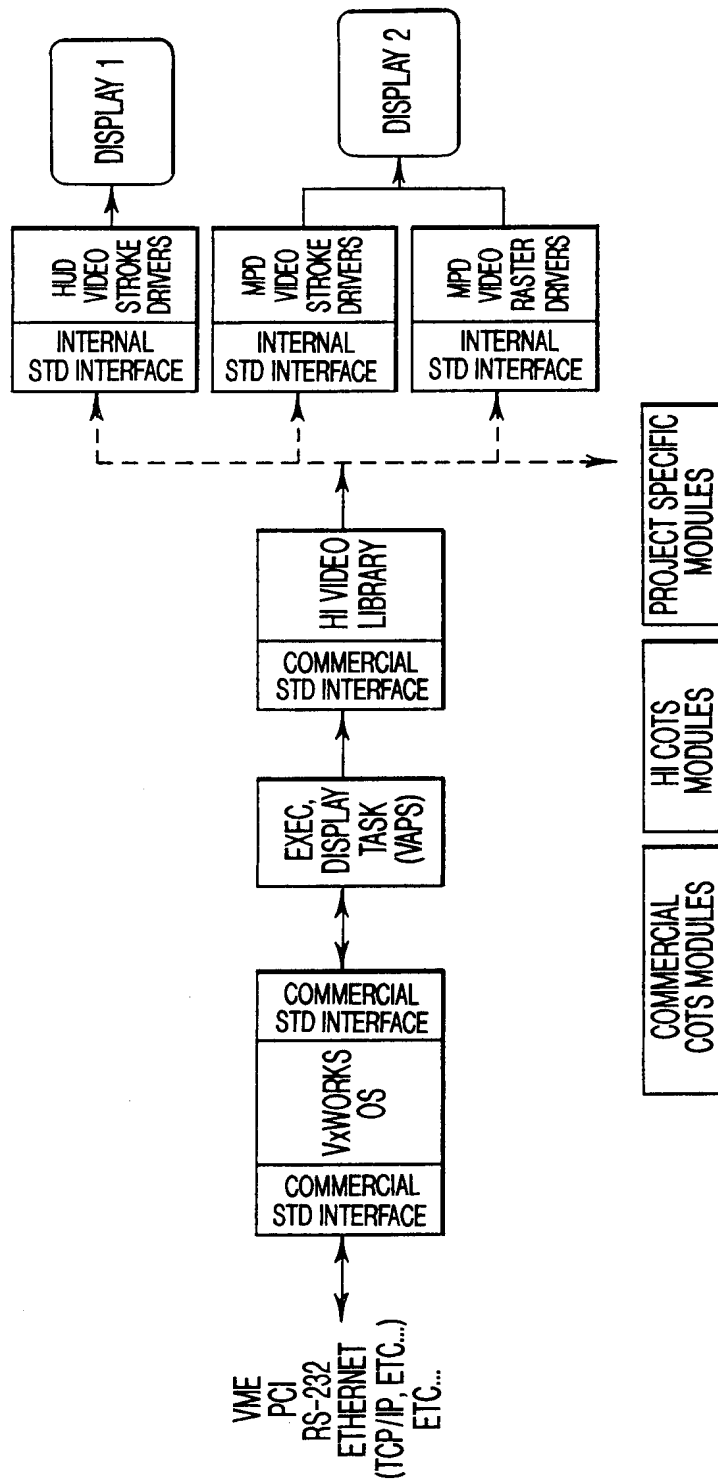 VME
PCI
RS-232
ETHERNET
(TCP/IP, ETC...)
ETC...
COMMERCIAL
STD INTERFACE
VxWORKS
OS
COMMERCIAL
STD INTERFACE
EXEC,
DISPLAY
TASK
(VAPS)
COMMERCIAL
STD INTERFACE
HI VIDEO
LIBRARY
INTERNAL
STD INTERFACE
HUD
VIDEO
STROKE
DRIVERS
DISPLAY 1
INTERNAL
STD INTERFACE
MPD
VIDEO
STROKE
DRIVERS
INTERNAL
STD INTERFACE
MPD
VIDEO
RASTER
DRIVERS
DISPLAY 2
COMMERCIAL
COTS MODULES
HI COTS
MODULES
PROJECT SPECIFIC
MODULES